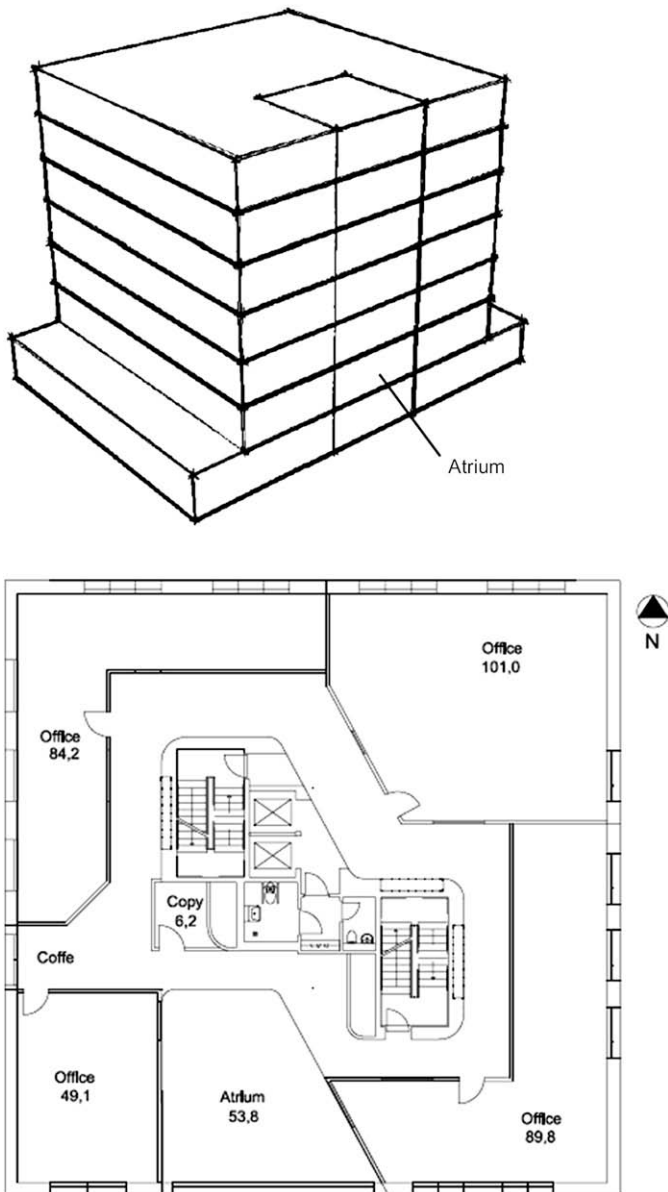 Atrium
N
Office
101,0
Office
84,2
Copy
6,2
Coffe
Office
49,1
Atrium
53,8
Office
89,8